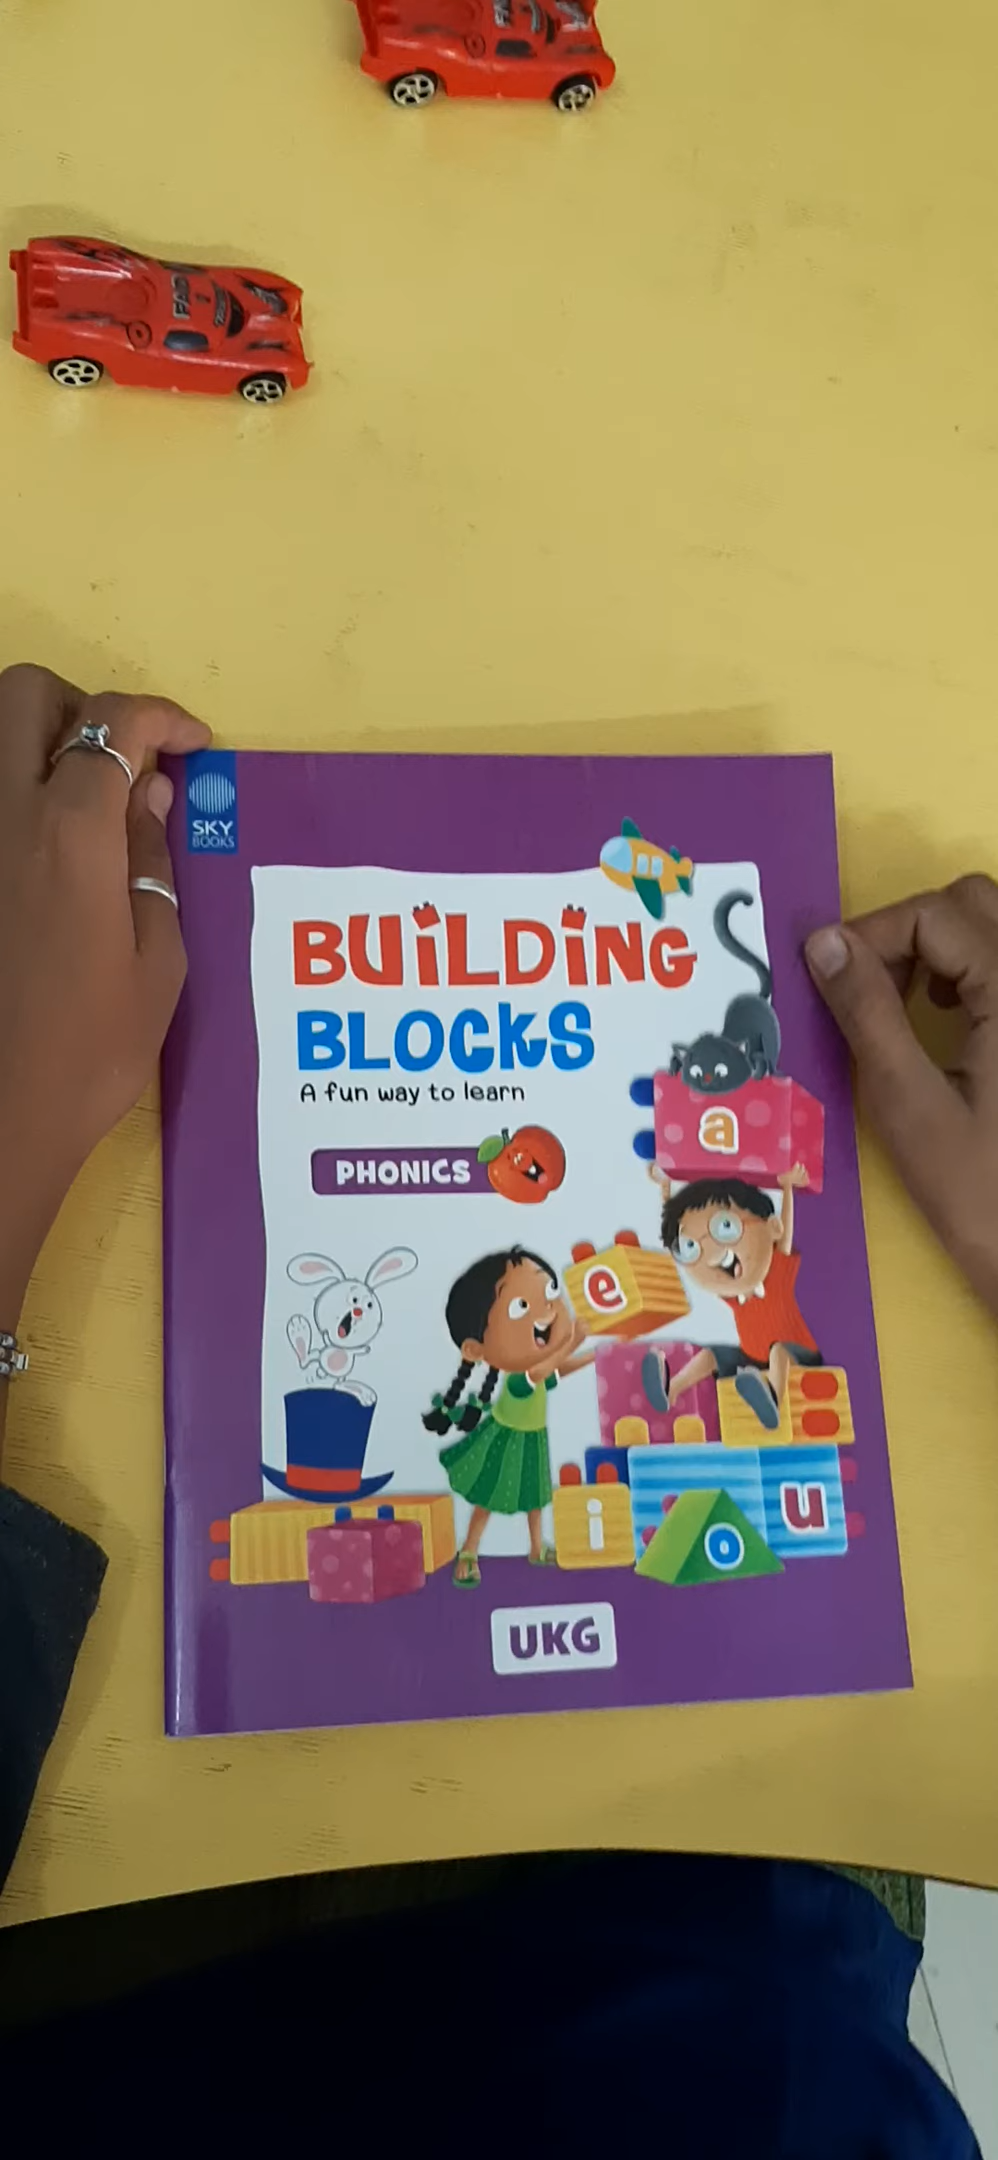 SKY
BOOKS
BUiLDiNG
BLOCKS
A fun way to learn
PHONICS
a
e
i
o
u
UKG